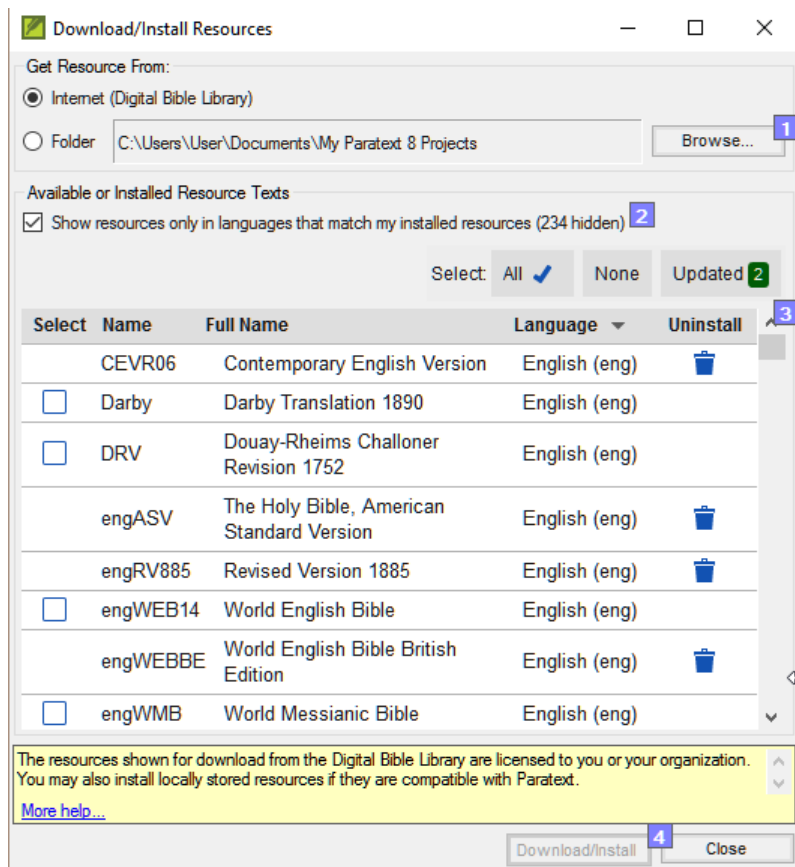 Download/Install Resources
Get Resource From:
Internet (Digital Bible Library)
1
Folder C:\Users\User\Documents\My Paratext 8 Projects Browse...
Available or Installed Resource Texts
Show resources only in languages that match my installed resources (234 hidden) 2
Select: All None Updated 2
3
Select Name Full Name Language Uninstall
CEVR06 Contemporary English Version English (eng)
Darby Darby Translation 1890 English (eng)
DRV Douay-Rheims Challoner
Revision 1752 English (eng)
engASV The Holy Bible, American
Standard Version English (eng)
engRV885 Revised Version 1885 English (eng)
engWEB14 World English Bible English (eng)
engWEBBE World English Bible British
Edition English (eng)
engWMB World Messianic Bible English (eng)
The resources shown for download from the Digital Bible Library are licensed to you or your organization.
You may also install locally stored resources if they are compatible with Paratext.
More help...
4
Download/Install Close